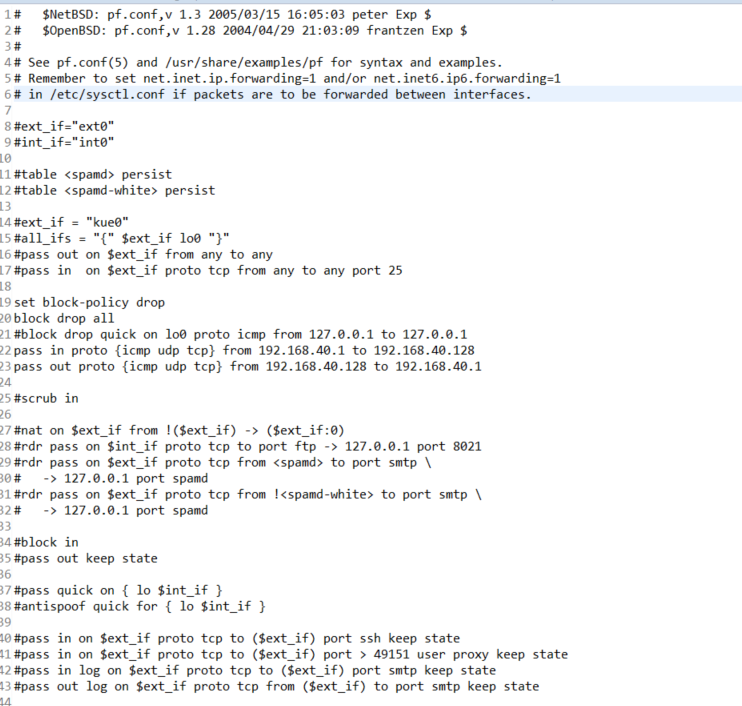 1 #   $NetBSD: pf.conf,v 1.3 2005/03/15 16:05:03 peter Exp $
2 #   $OpenBSD: pf.conf,v 1.28 2004/04/29 21:03:09 frantzen Exp $
3 #
4 # See pf.conf(5) and /usr/share/examples/pf for syntax and examples.
5 # Remember to set net.inet.ip.forwarding=1 and/or net.inet6.ip6.forwarding=1
6 # in /etc/sysctl.conf if packets are to be forwarded between interfaces.
7
8 #ext_if="ext0"
9 #int_if="int0"
10
11 #table <spamd> persist
12 #table <spamd-white> persist
13
14 #ext_if = "kue0"
15 #all_ifs = "{" $ext_if lo0 "}"
16 #pass out on $ext_if from any to any
17 #pass in  on $ext_if proto tcp from any to any port 25
18
19 set block-policy drop
20 block drop all
21 #block drop quick on lo0 proto icmp from 127.0.0.1 to 127.0.0.1
22 pass in proto {icmp udp tcp} from 192.168.40.1 to 192.168.40.128
23 pass out proto {icmp udp tcp} from 192.168.40.128 to 192.168.40.1
24
25 #scrub in
26
27 #nat on $ext_if from !($ext_if) -> ($ext_if:0)
28 #rdr pass on $int_if proto tcp to port ftp -> 127.0.0.1 port 8021
29 #rdr pass on $ext_if proto tcp from <spamd> to port smtp \
30 #   -> 127.0.0.1 port spamd
31 #rdr pass on $ext_if proto tcp from !<spamd-white> to port smtp \
32 #   -> 127.0.0.1 port spamd
33
34 #block in
35 #pass out keep state
36
37 #pass quick on { lo $int_if }
38 #antispoof quick for { lo $int_if }
39
40 #pass in on $ext_if proto tcp to ($ext_if) port ssh keep state
41 #pass in on $ext_if proto tcp to ($ext_if) port > 49151 user proxy keep state
42 #pass in log on $ext_if proto tcp to ($ext_if) port smtp keep state
43 #pass out log on $ext_if proto tcp from ($ext_if) to port smtp keep state
44